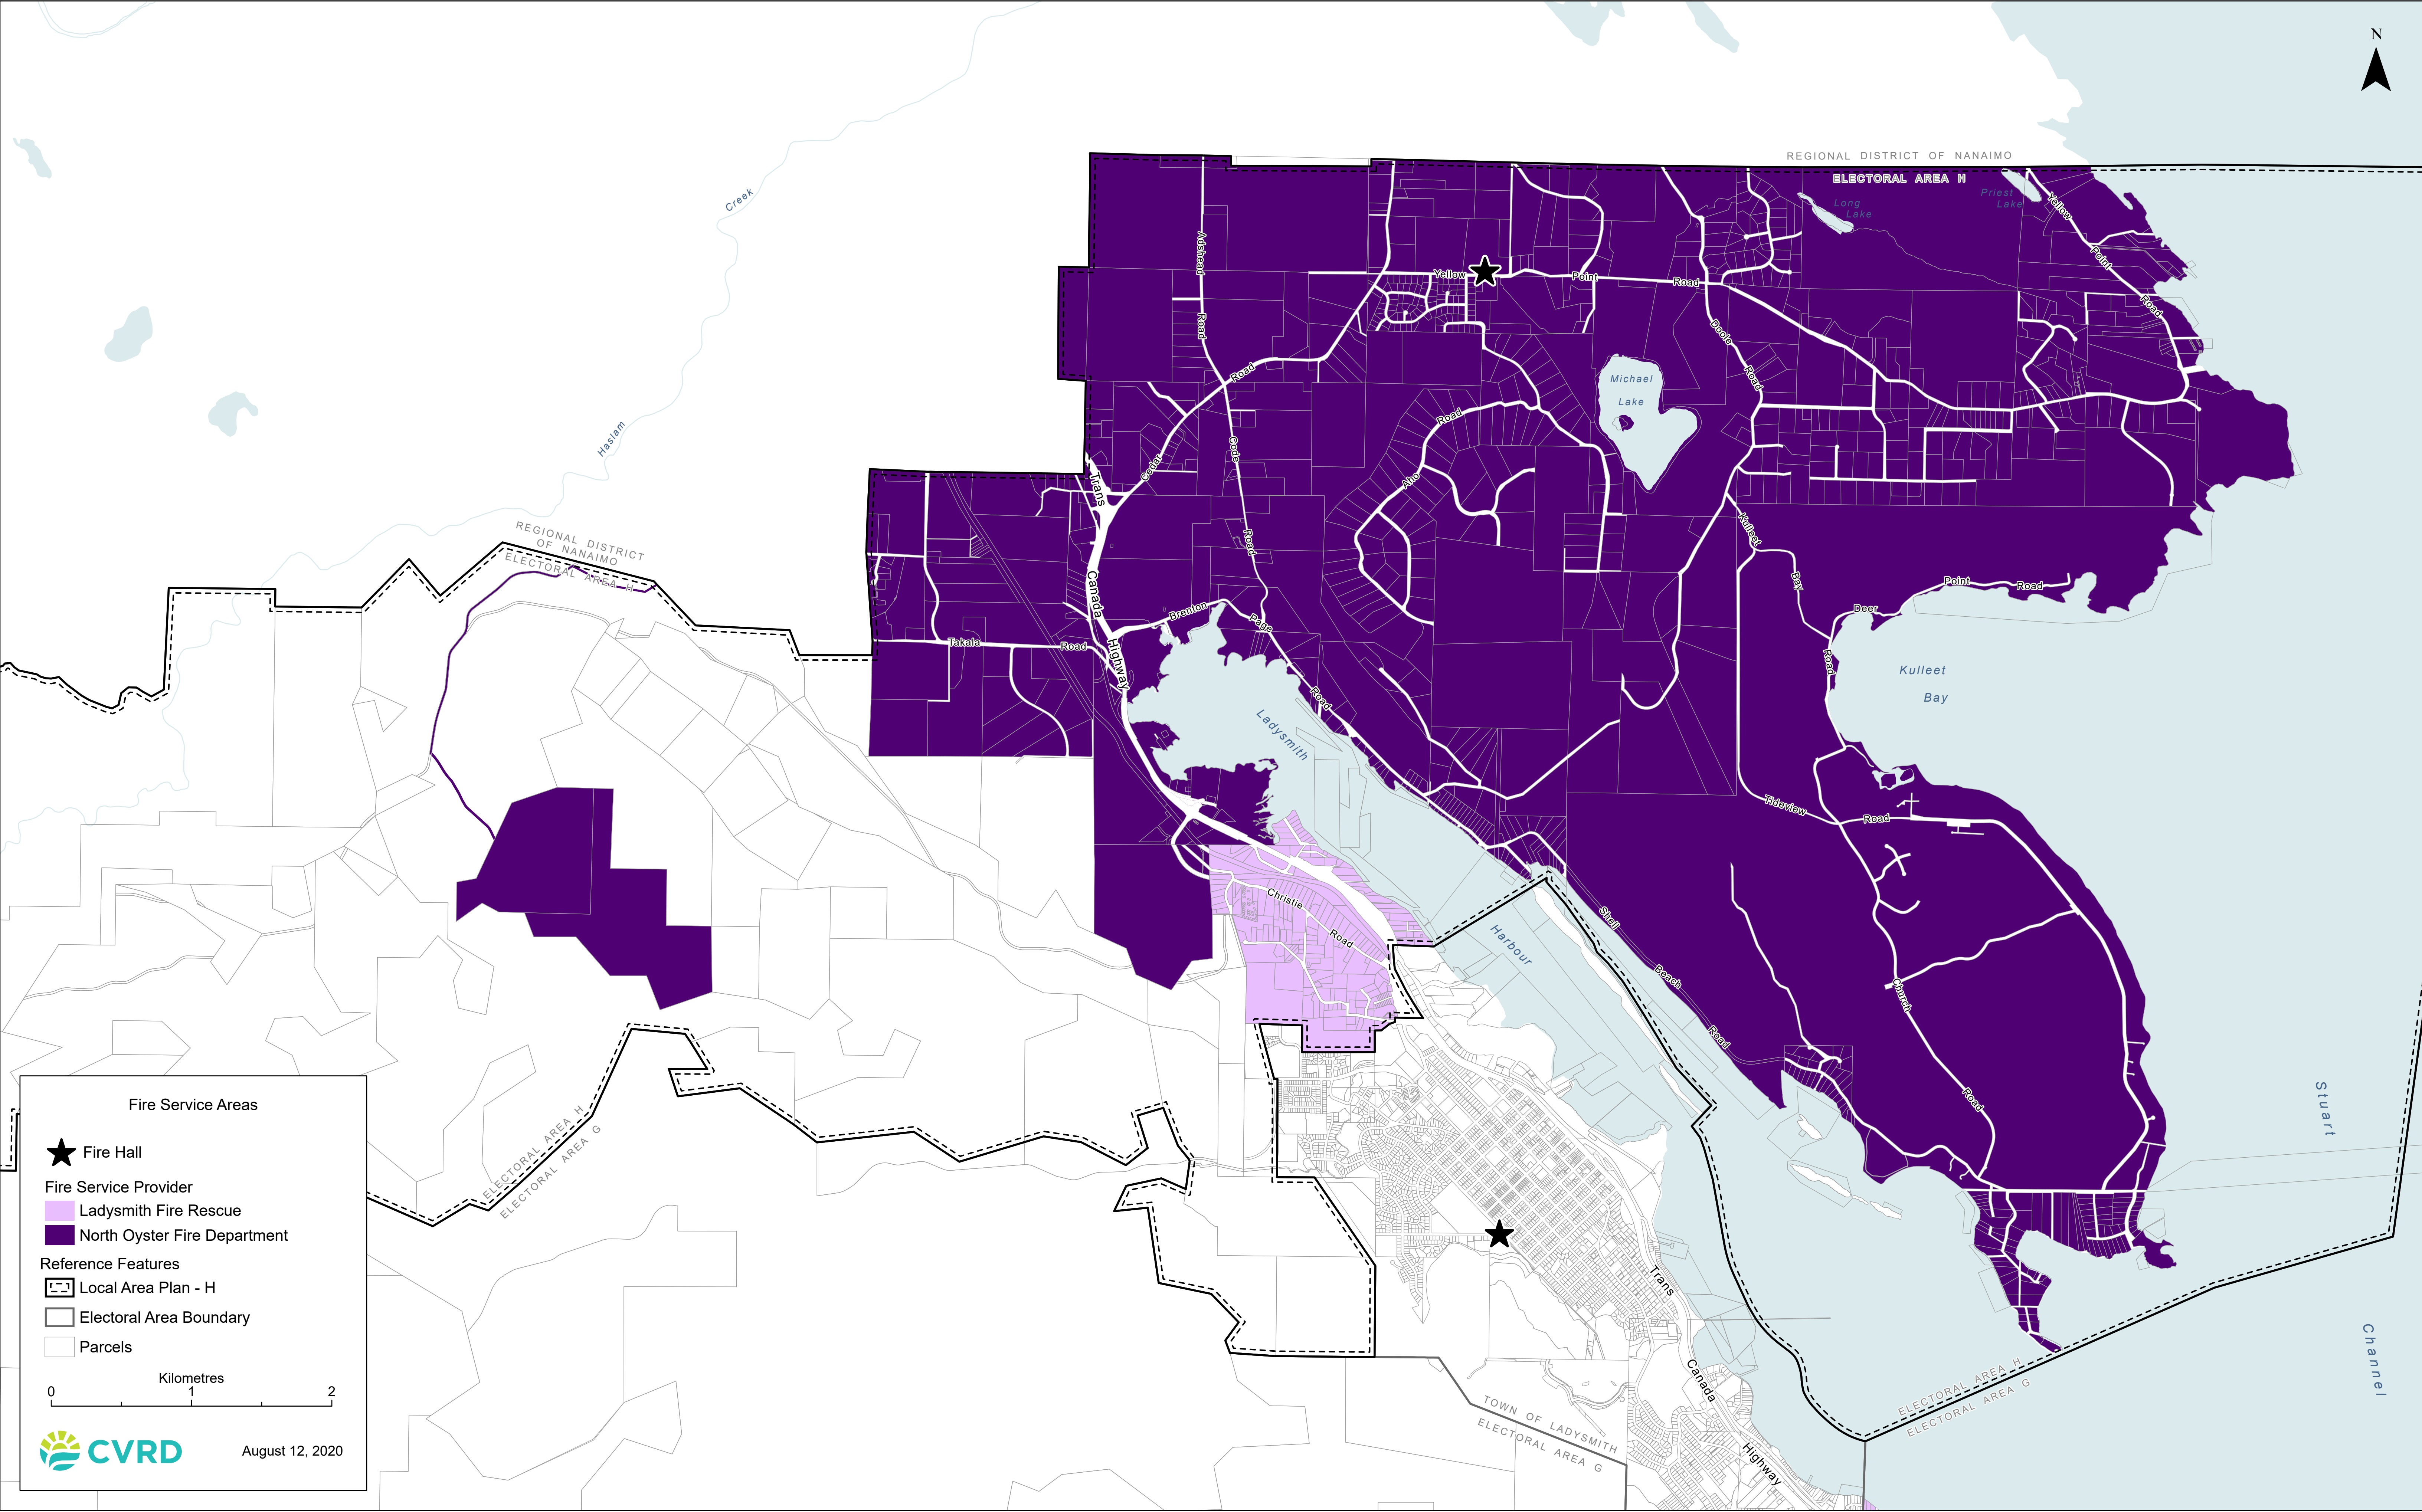 N
REGIONAL DISTRICT OF NANAIMO
ELECTORAL AREA H
Creek
Haslam
Long
Lake
Priest
Lake
Yellow
Point
Road
Adshead
Road
Yellow
Point
Road
Doole
Road
Michael
Lake
Road
Cedar
Code
Road
Road
Aho
Trans
Canada
Highway
REGIONAL DISTRICT
OF NANAIMO
ELECTORAL AREA H
Kulleet
Bay
Road
Deer
Point
Road
Brenton
Page
Road
Takala
Road
Kulleet
Bay
Ladysmith
Harbour
Tideview
Road
Christie
Road
Shell
Beach
Road
Church
Road
Stuart
Channel
Trans
Canada
Highway
ELECTORAL AREA H
ELECTORAL AREA G
ELECTORAL AREA H
ELECTORAL AREA G
TOWN OF LADYSMITH
ELECTORAL AREA G
Fire Service Areas
Fire Hall
Fire Service Provider
Ladysmith Fire Rescue
North Oyster Fire Department
Reference Features
Local Area Plan - H
Electoral Area Boundary
Parcels
Kilometres
0 1 2
CVRD
August 12, 2020